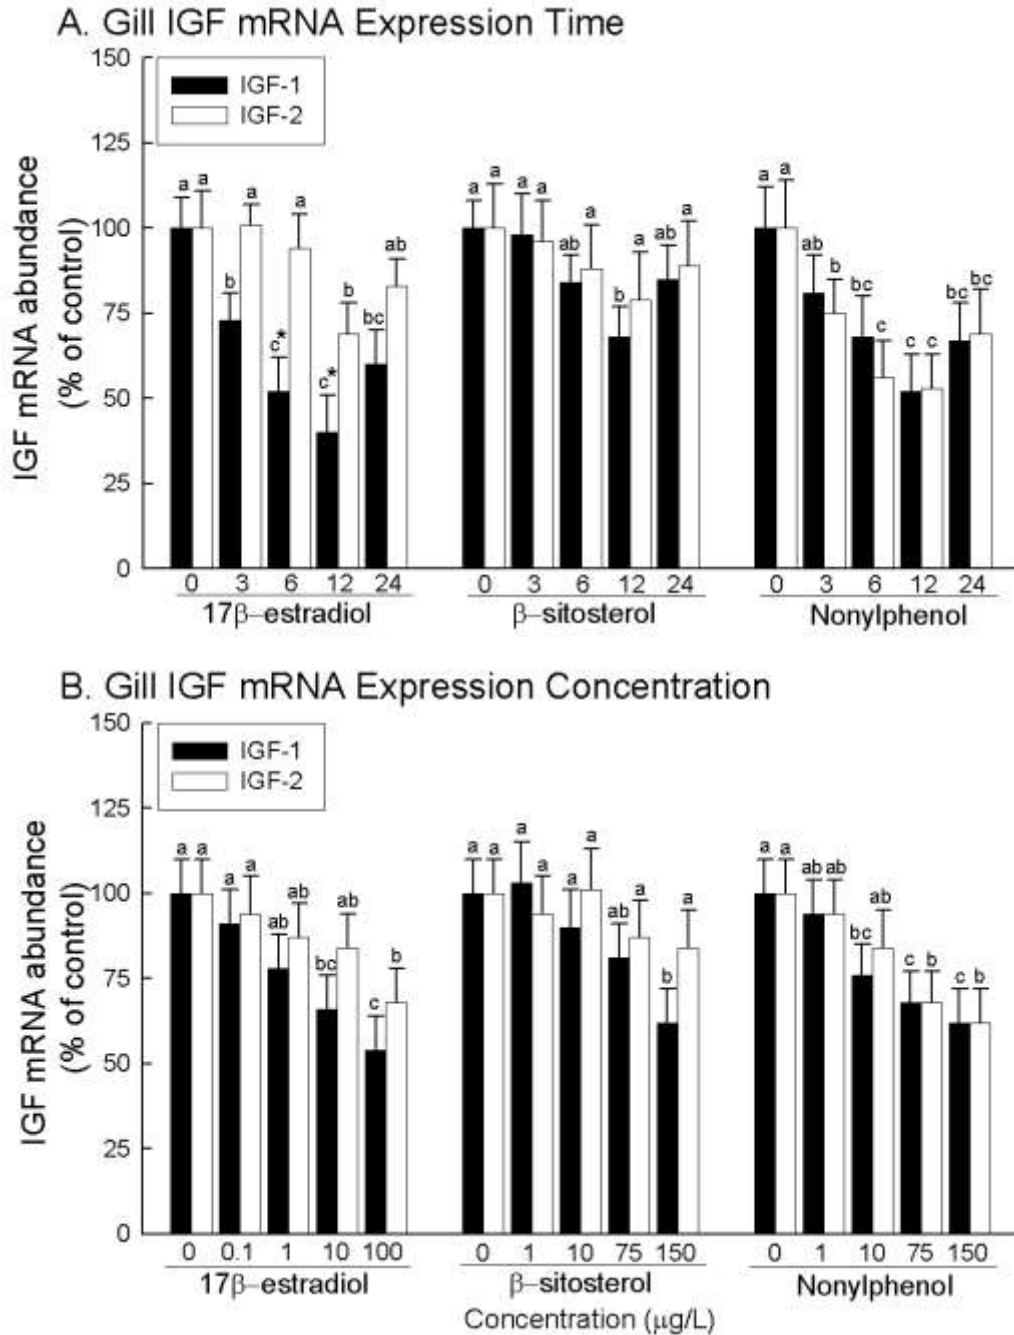 A. Gill IGF mRNA Expression Time
IGF mRNA abundance
(% of control)
150
125
100
75
50
25
0
IGF-1
IGF-2
a a b a c* a c* b bc ab
a a a a ab a b a ab a
a a ab b bc c c c bc bc
0 3 6 12 24
17β–estradiol
0 3 6 12 24
β–sitosterol
0 3 6 12 24
Nonylphenol
B. Gill IGF mRNA Expression Concentration
IGF mRNA abundance
(% of control)
150
125
100
75
50
25
0
IGF-1
IGF-2
a a a a ab ab bc ab c b
a a a a a a ab a b a
a a ab ab bc ab c b c b
0 0.1 1 10 100
17β–estradiol
0 1 10 75 150
β–sitosterol
0 1 10 75 150
Nonylphenol
Concentration (μg/L)